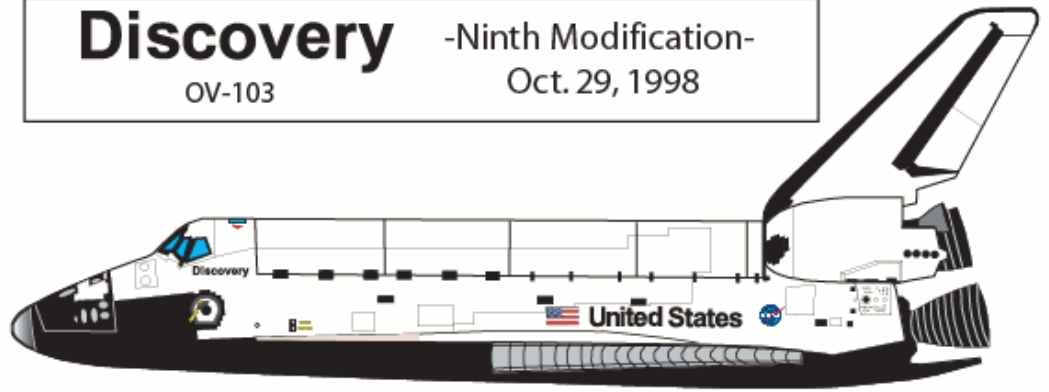 Discovery
OV-103
-Ninth Modification-
Oct. 29, 1998
Discovery
United States